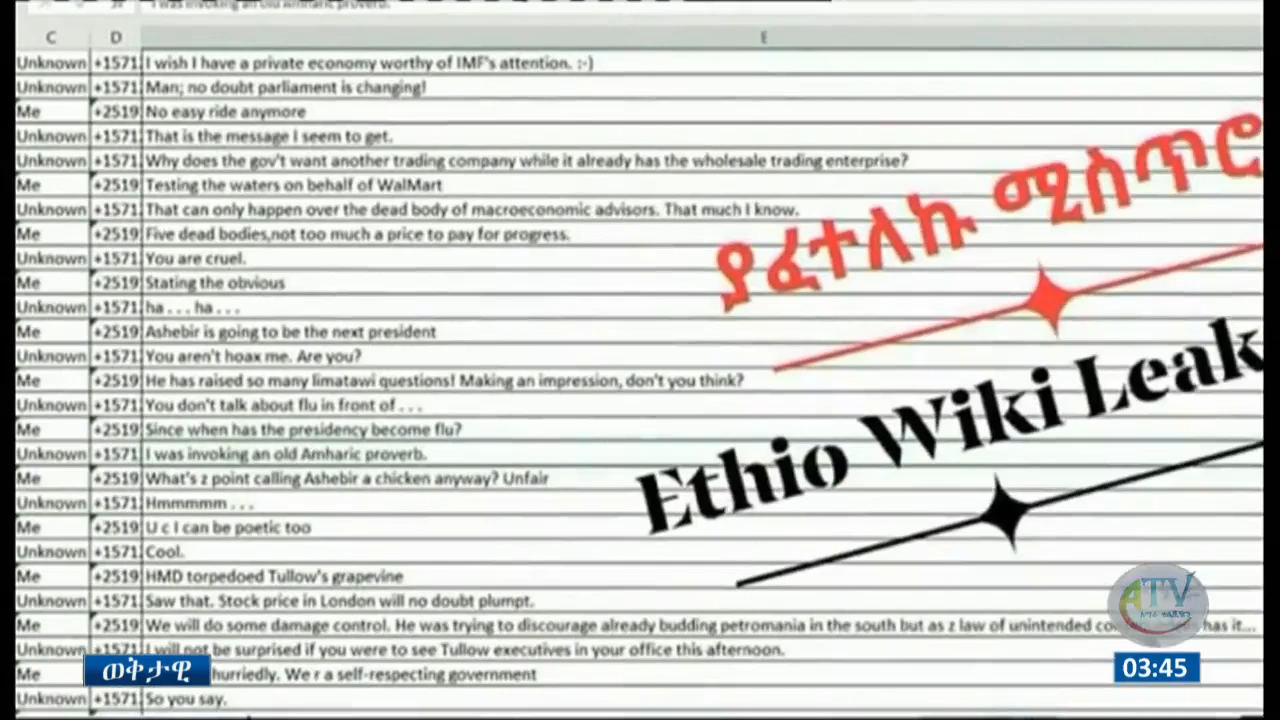 I was invoking an old Amharic proverb.
C D E
Unknown +1571 I wish I have a private economy worthy of IMF's attention. :-)
Unknown +1571 Man; no doubt parliament is changing!
Me +2519 No easy ride anymore
Unknown +1571 That is the message I seem to get.
Unknown +1571 Why does the gov't want another trading company while it already has the wholesale trading enterprise?
Me +2519 Testing the waters on behalf of WalMart
Unknown +1571 That can only happen over the dead body of macroeconomic advisors. That much I know.
Me +2519 Five dead bodies,not too much a price to pay for progress.
Unknown +1571 You are cruel.
Me +2519 Stating the obvious
Unknown +1571 ha . . . ha . . .
Me +2519 Ashebir is going to be the next president
Unknown +1571 You aren't hoax me. Are you?
Me +2519 He has raised so many limatawi questions! Making an impression, don't you think?
Unknown +1571 You don't talk about flu in front of . . .
Me +2519 Since when has the presidency become flu?
Unknown +1571 I was invoking an old Amharic proverb.
Me +2519 What's z point calling Ashebir a chicken anyway? Unfair
Unknown +1571 Hmmmmm . . .
Me +2519 U c I can be poetic too
Unknown +1571 Cool.
Me +2519 HMD torpedoed Tullow's grapevine
Unknown +1571 Saw that. Stock price in London will no doubt plumpt.
Me +2519 We will do some damage control. He was trying to discourage already budding petromania in the south but as z law of unintended has it...
Unknown +1571 I will not be surprised if you were to see Tullow executives in your office this afternoon.
Me hurriedly. We r a self-respecting government
Unknown +1571 So you say.
ያፈተለኩ ሚስጥሮ
Ethio Wiki Leak
ATV
አማራ ቴሌቪዥን
ወቅታዊ
03:45